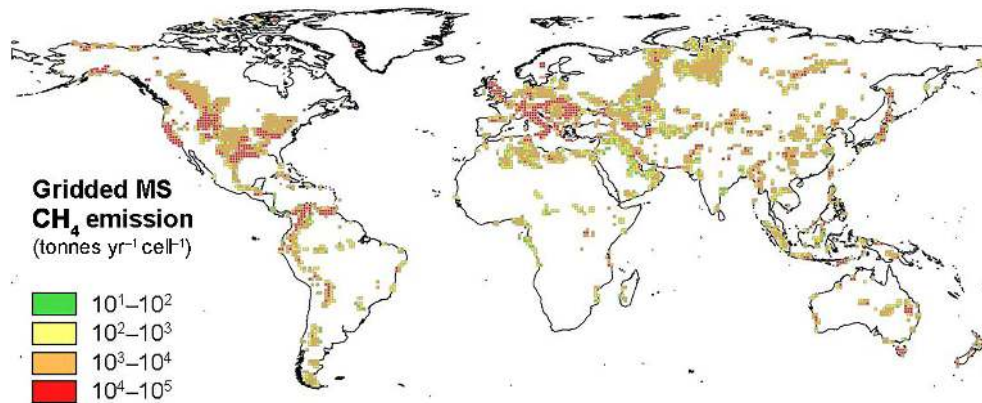 Gridded MS
CH₄ emission
(tonnes yr⁻¹ cell⁻¹)
10¹–10²
10²–10³
10³–10⁴
10⁴–10⁵